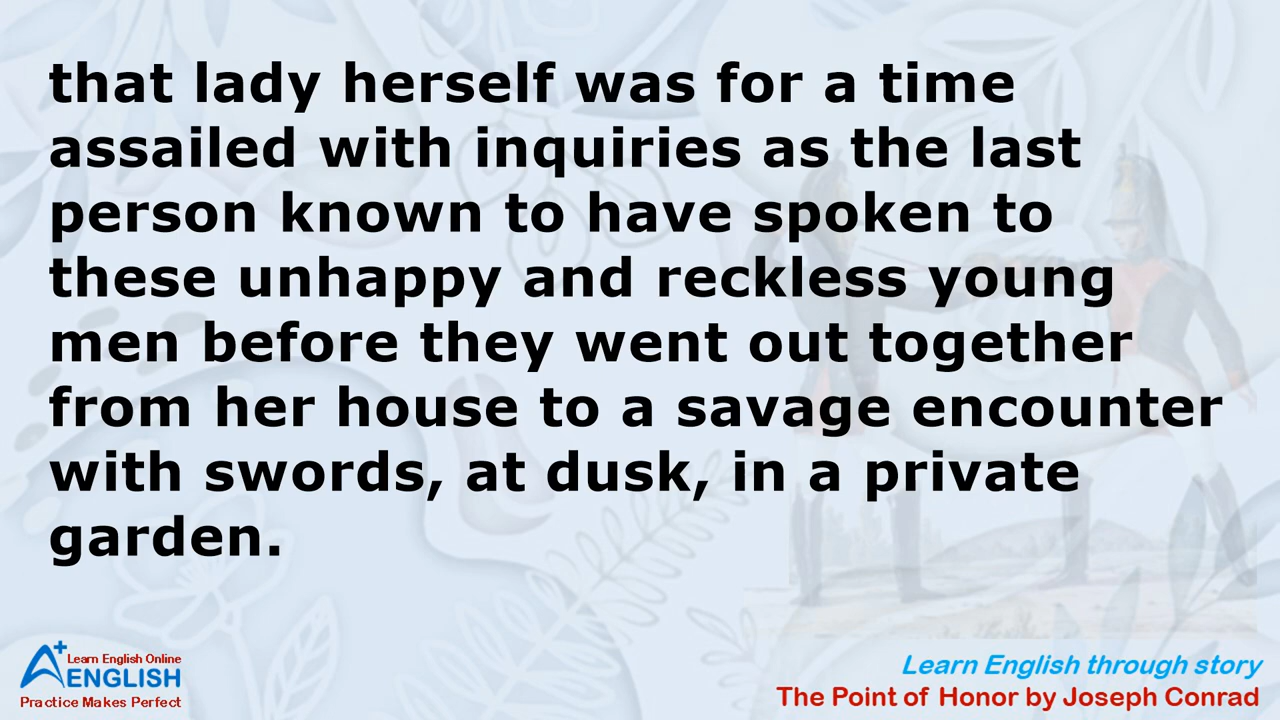 that lady herself was for a time
assailed with inquiries as the last
person known to have spoken to
these unhappy and reckless young
men before they went out together
from her house to a savage encounter
with swords, at dusk, in a private
garden.
A+ Learn English Online
ENGLISH
Practice Makes Perfect
Learn English through story
The Point of Honor by Joseph Conrad